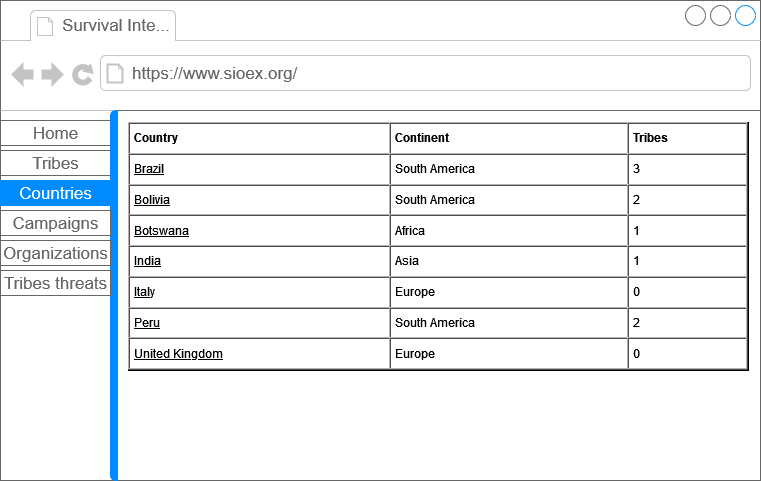 Survival Inte...
https://www.sioex.org/
Home
Tribes
Countries
Campaigns
Organizations
Tribes threats
Country Continent Tribes
Brazil South America 3
Bolivia South America 2
Botswana Africa 1
India Asia 1
Italy Europe 0
Peru South America 2
United Kingdom Europe 0